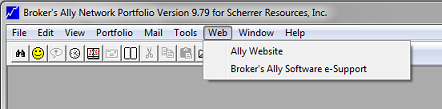 Broker's Ally Network Portfolio Version 9.79 for Scherrer Resources, Inc.
File Edit View Portfolio Mail Tools Web Window Help
Ally Website
Broker's Ally Software e-Support